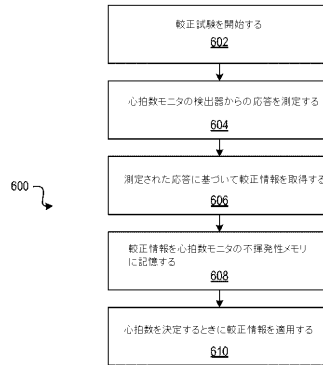 較正試験を開始する
602
心拍数モニタの検出器からの応答を測定する
604
600
測定された応答に基づいて較正情報を取得する
606
較正情報を心拍数モニタの不揮発性メモリ
に記憶する
608
心拍数を決定するときに較正情報を適用する
610